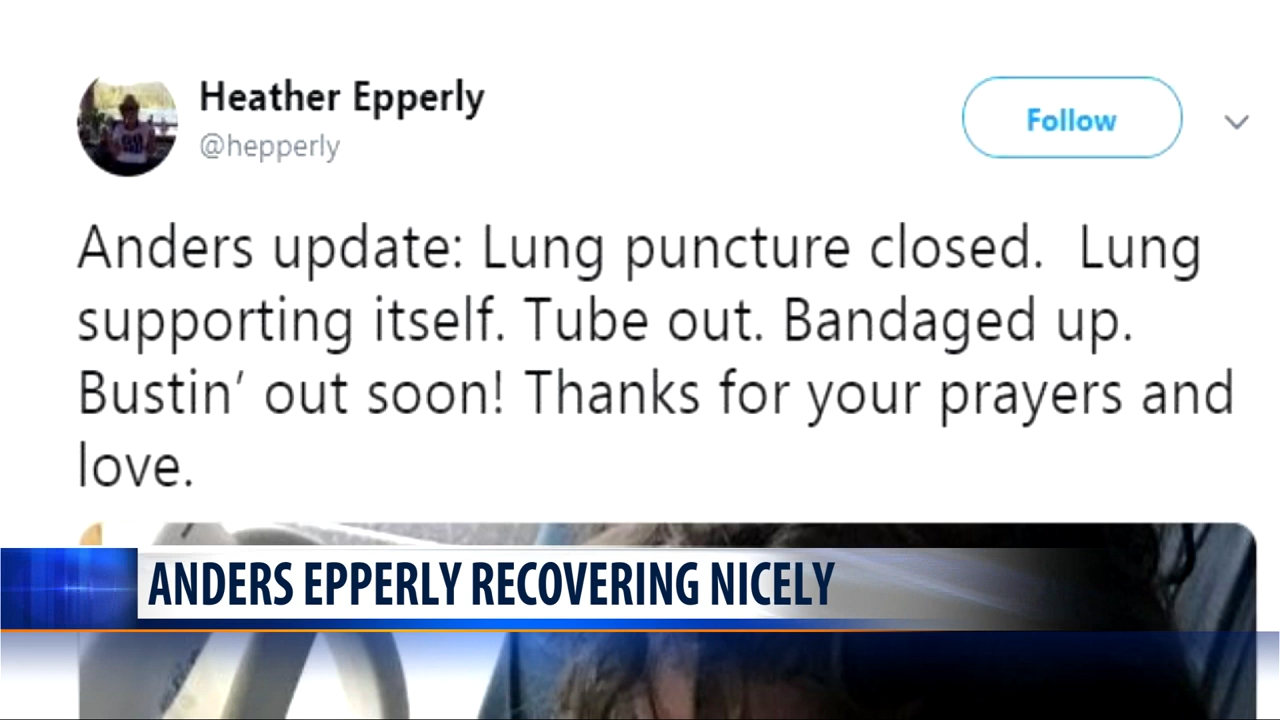 Heather Epperly
@hepperly
Follow
Anders update: Lung puncture closed.  Lung
supporting itself. Tube out. Bandaged up.
Bustin’ out soon! Thanks for your prayers and
love.
ANDERS EPPERLY RECOVERING NICELY